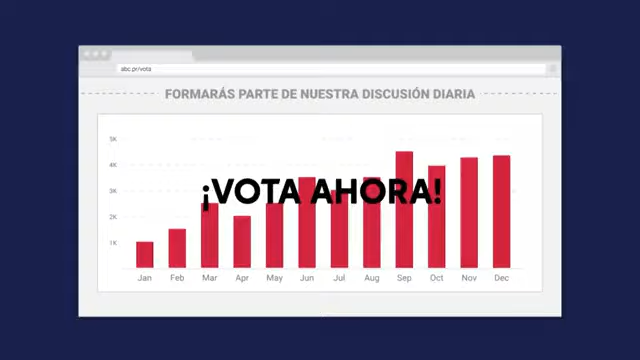 abc.pr/vota
FORMARÁS PARTE DE NUESTRA DISCUSIÓN DIARIA
5K
4K
3K
2K
1K
¡VOTA AHORA!
Jan Feb Mar Apr May Jun Jul Aug Sep Oct Nov Dec